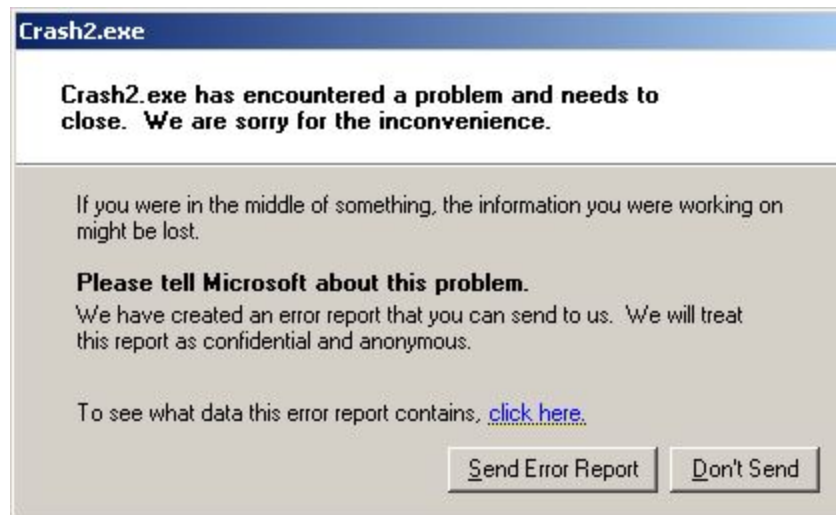 Crash2.exe
Crash2.exe has encountered a problem and needs to
close.  We are sorry for the inconvenience.
If you were in the middle of something, the information you were working on
might be lost.
Please tell Microsoft about this problem.
We have created an error report that you can send to us.  We will treat
this report as confidential and anonymous.
To see what data this error report contains, click here.
Send Error Report
Don't Send